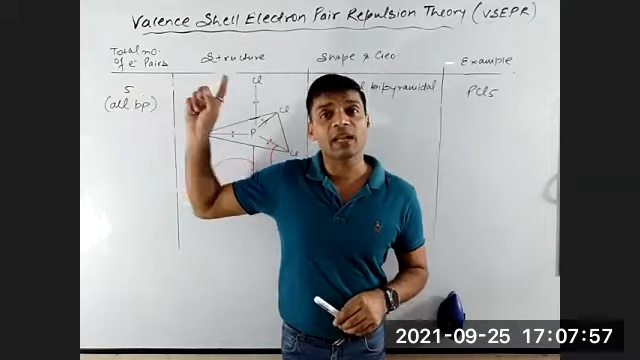 Valence Shell Electron Pair Repulsion Theory (VSEPR)
Total no. of e⁻ Pairs
Structure
Shape & Geo.
Example
5
(all bp)
Cl
Cl
P
Cl
bipyramidal
PCl5
2021-09-25 17:07:57